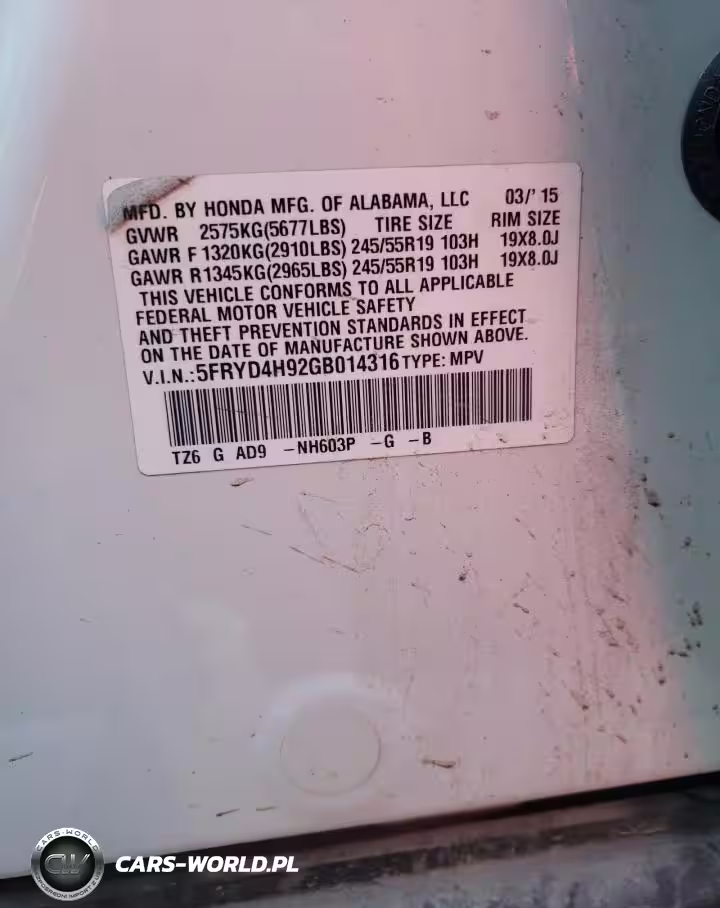 MFD. BY HONDA MFG. OF ALABAMA, LLC 03/' 15
GVWR 2575KG(5677LBS) TIRE SIZE RIM SIZE
GAWR F 1320KG(2910LBS) 245/55R19 103H 19X8.0J
GAWR R1345KG(2965LBS) 245/55R19 103H 19X8.0J
THIS VEHICLE CONFORMS TO ALL APPLICABLE
FEDERAL MOTOR VEHICLE SAFETY
AND THEFT PREVENTION STANDARDS IN EFFECT
ON THE DATE OF MANUFACTURE SHOWN ABOVE.
V.I.N.:5FRYD4H92GB014316 TYPE: MPV
TZ6 G AD9 -NH603P -G -B
CARS-WORLD
CW
CARS-WORLD.PL